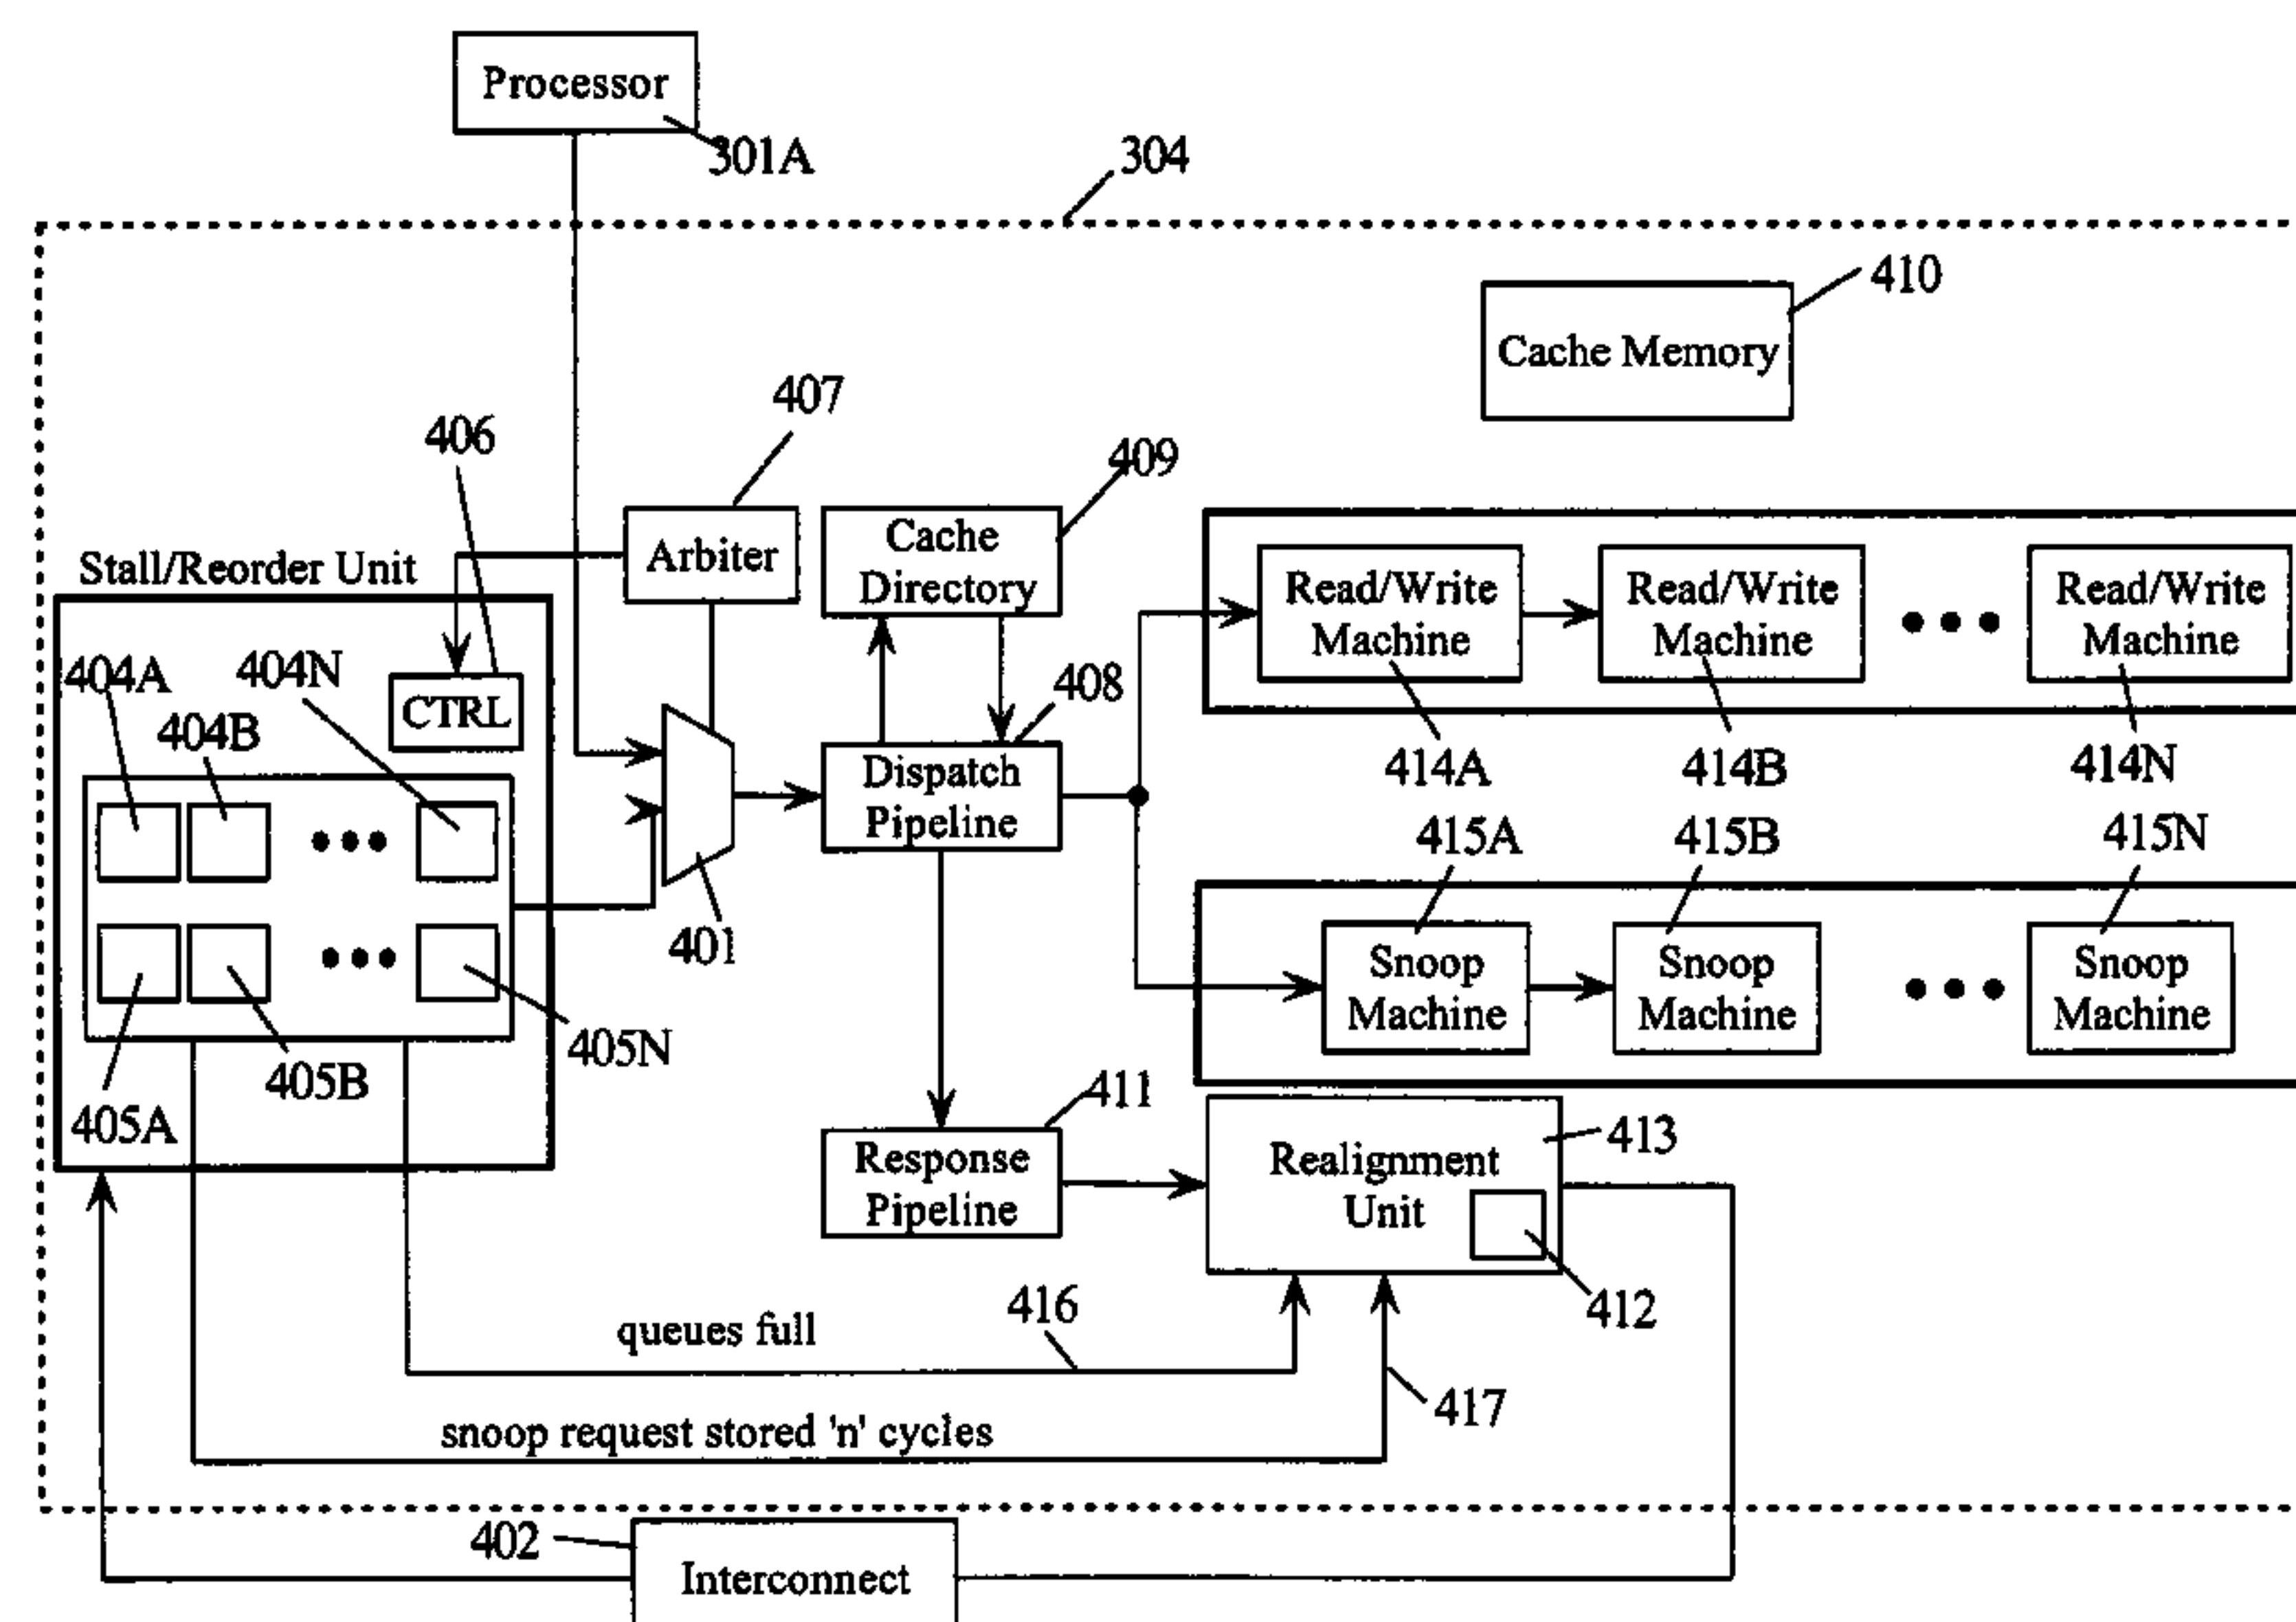 Processor
301A
304
410
Cache Memory
407
406
409
Arbiter
Cache
Directory
Stall/Reorder Unit
Read/Write
Machine
Read/Write
Machine
Read/Write
Machine
404A
404N
CTRL
408
404B
414A
414B
414N
Dispatch
Pipeline
415A
415B
415N
401
Snoop
Machine
Snoop
Machine
Snoop
Machine
405N
405B
405A
411
413
Response
Pipeline
Realignment
Unit
416
412
queues full
417
snoop request stored 'n' cycles
402
Interconnect